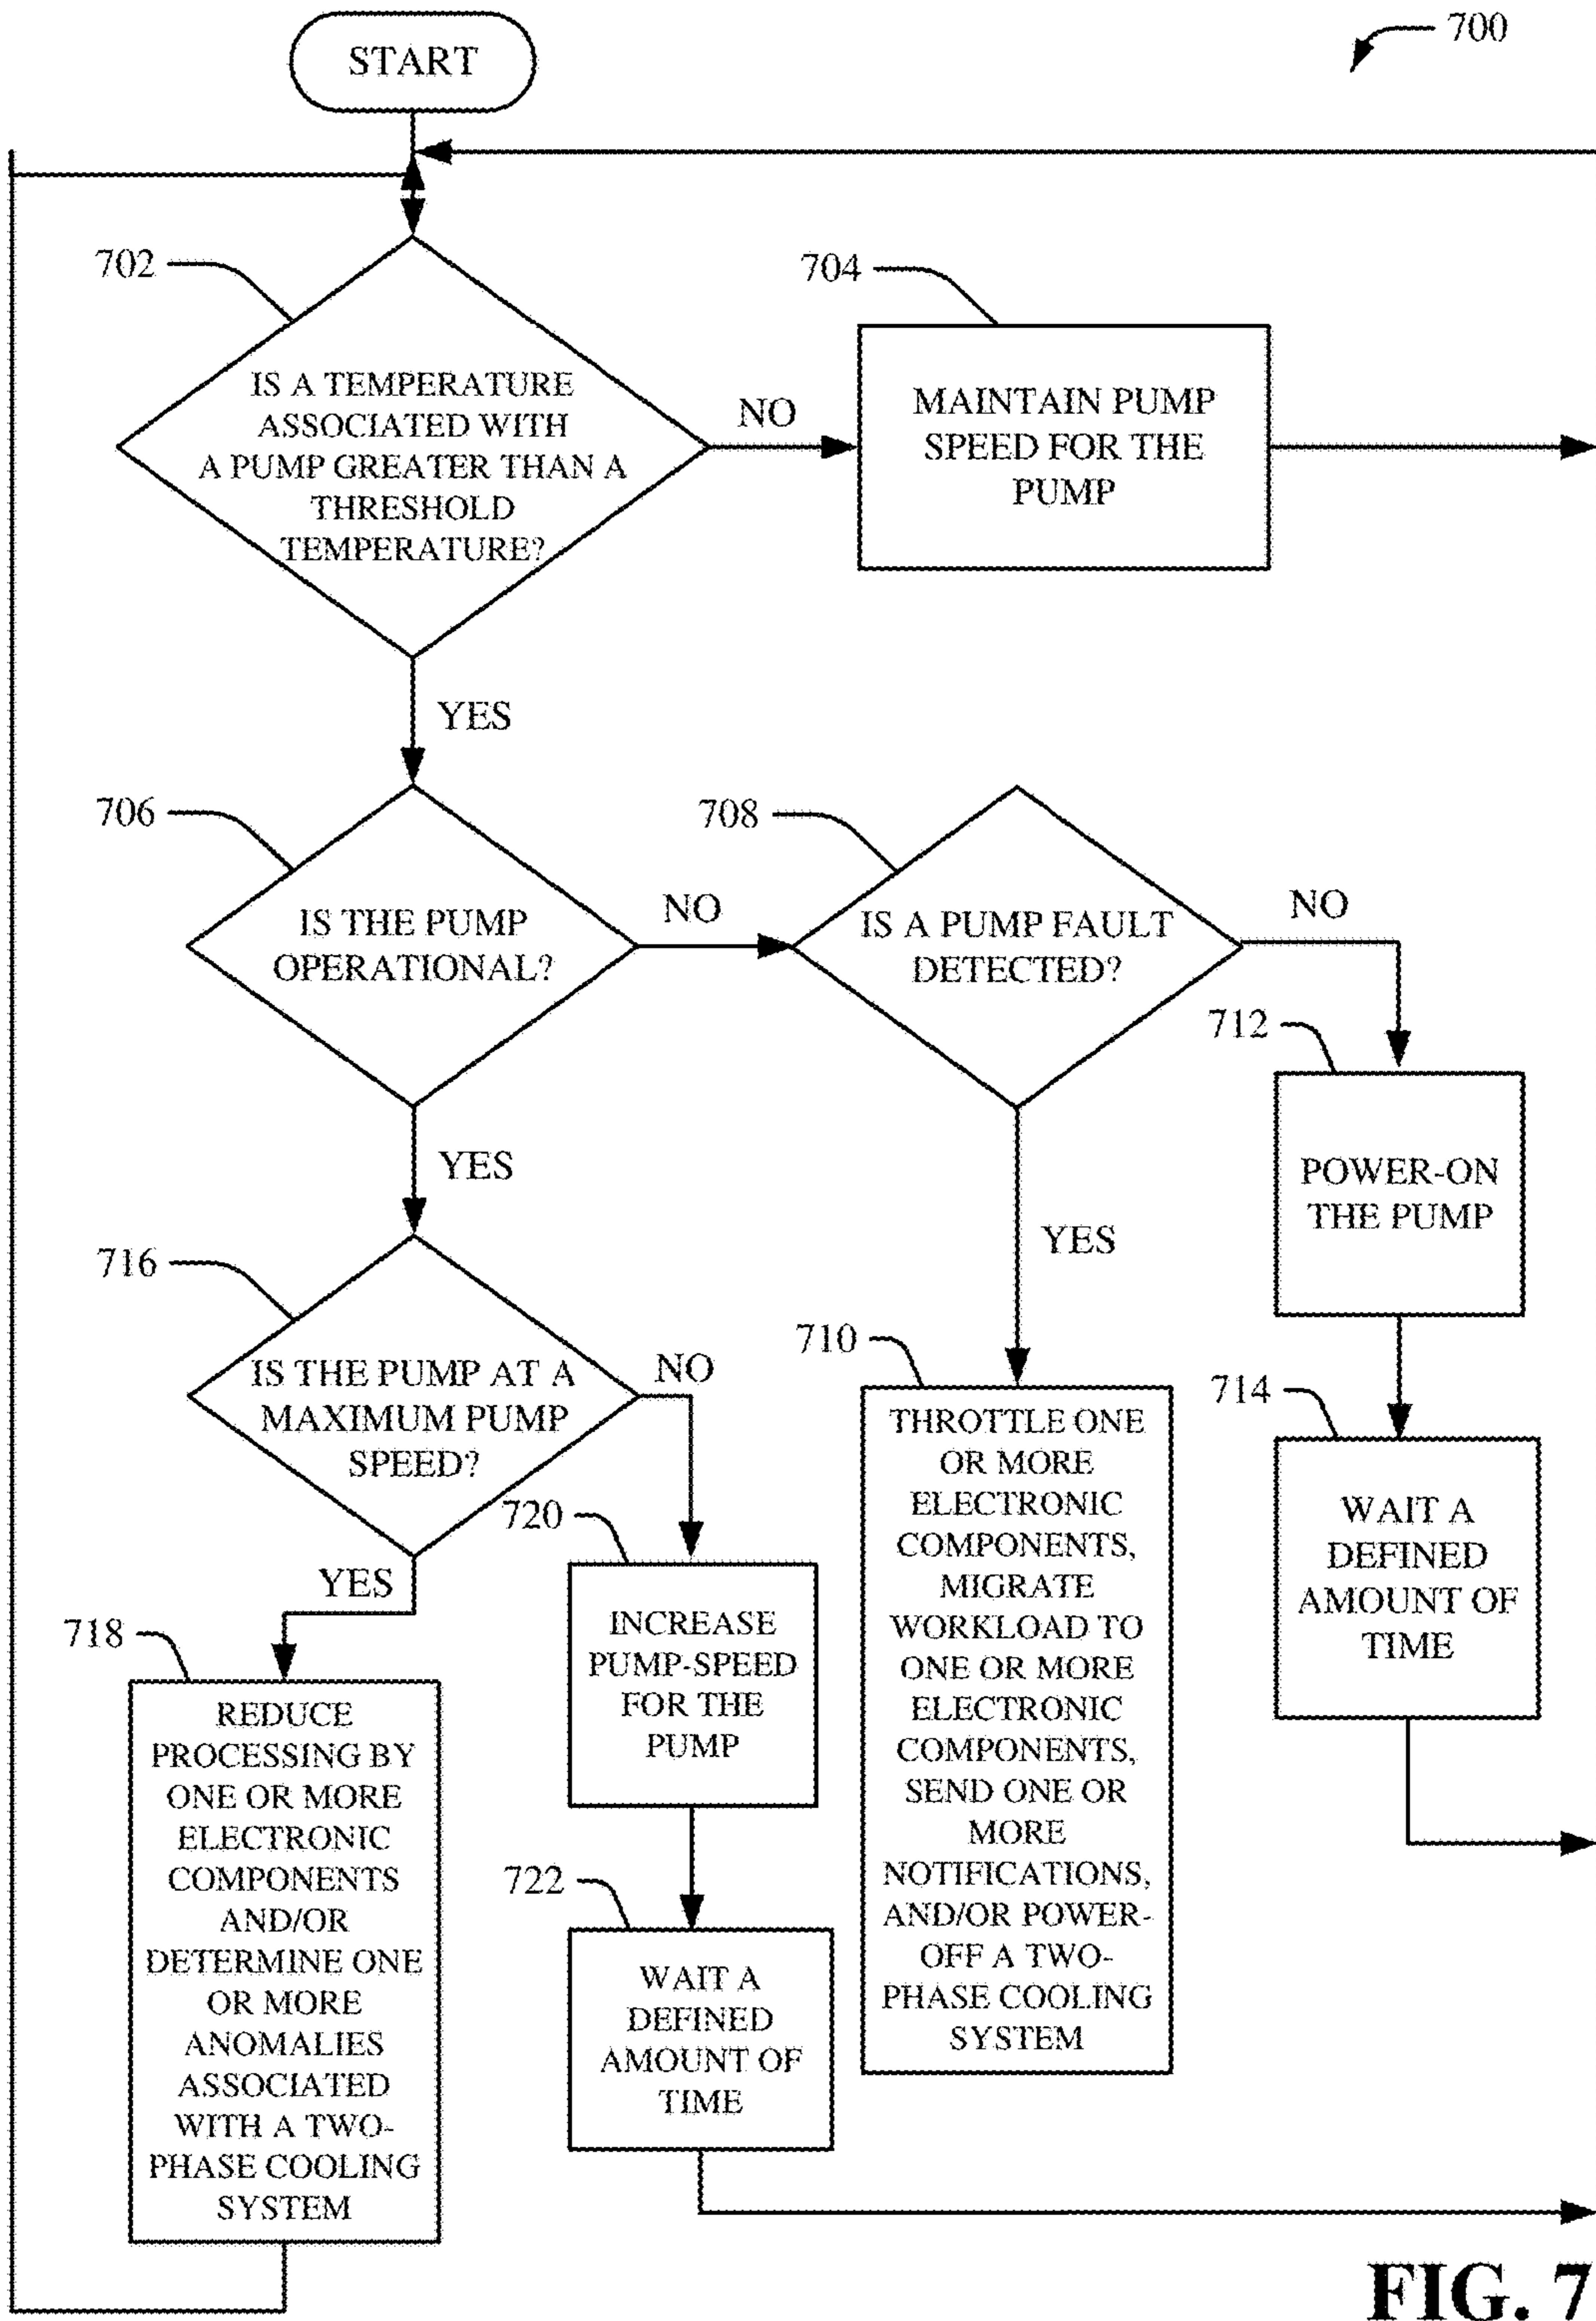 START
700
702
IS A TEMPERATURE
ASSOCIATED WITH
A PUMP GREATER THAN A
THRESHOLD
TEMPERATURE?
NO
704
MAINTAIN PUMP
SPEED FOR THE
PUMP
YES
706
IS THE PUMP
OPERATIONAL?
NO
708
IS A PUMP FAULT
DETECTED?
NO
712
POWER-ON
THE PUMP
YES
YES
716
IS THE PUMP AT A
MAXIMUM PUMP
SPEED?
NO
710
THROTTLE ONE
OR MORE
ELECTRONIC
COMPONENTS,
MIGRATE
WORKLOAD TO
ONE OR MORE
ELECTRONIC
COMPONENTS,
SEND ONE OR
MORE
NOTIFICATIONS,
AND/OR POWER-
OFF A TWO-
PHASE COOLING
SYSTEM
714
WAIT A
DEFINED
AMOUNT OF
TIME
YES
720
INCREASE
PUMP-SPEED
FOR THE
PUMP
718
REDUCE
PROCESSING BY
ONE OR MORE
ELECTRONIC
COMPONENTS
AND/OR
DETERMINE ONE
OR MORE
ANOMALIES
ASSOCIATED
WITH A TWO-
PHASE COOLING
SYSTEM
722
WAIT A
DEFINED
AMOUNT OF
TIME
FIG. 7